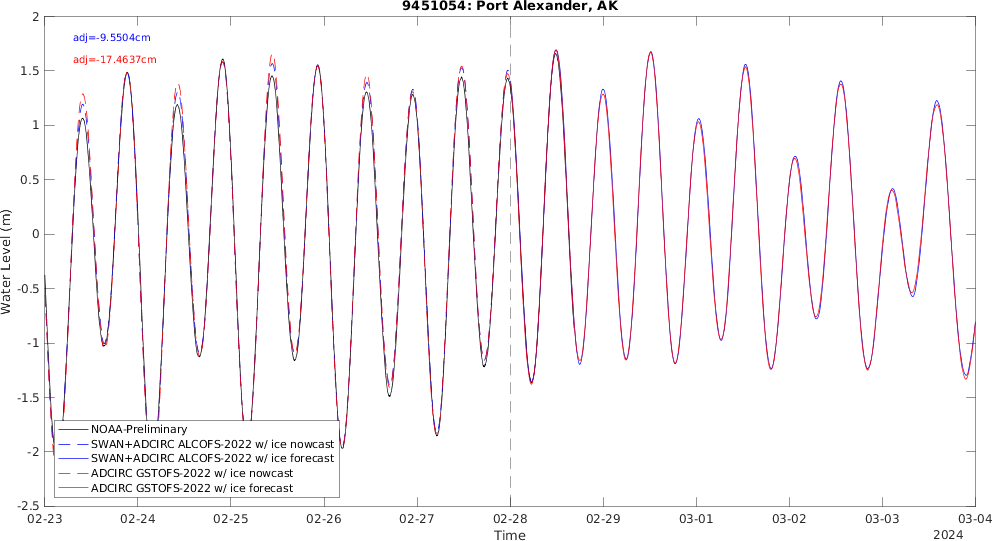 9451054: Port Alexander, AK
adj=-9.5504cm
adj=-17.4637cm
Water Level (m)
2
1.5
1
0.5
0
-0.5
-1
-1.5
-2
-2.5
NOAA-Preliminary
SWAN+ADCIRC ALCOFS-2022 w/ ice nowcast
SWAN+ADCIRC ALCOFS-2022 w/ ice forecast
ADCIRC GSTOFS-2022 w/ ice nowcast
ADCIRC GSTOFS-2022 w/ ice forecast
02-23 02-24 02-25 02-26 02-27 02-28 02-29 03-01 03-02 03-03 03-04
Time
2024